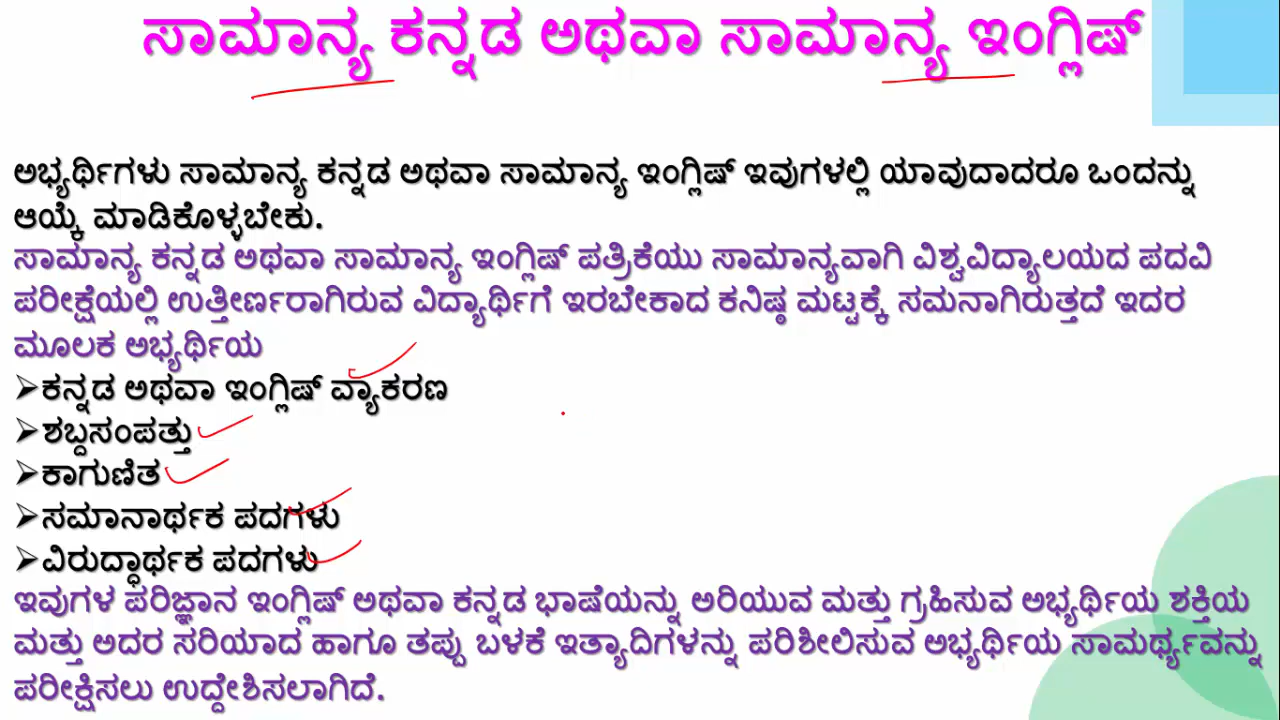 ಸಾಮಾನ್ಯ ಕನ್ನಡ ಅಥವಾ ಸಾಮಾನ್ಯ ಇಂಗ್ಲಿಷ್
ಅಭ್ಯರ್ಥಿಗಳು ಸಾಮಾನ್ಯ ಕನ್ನಡ ಅಥವಾ ಸಾಮಾನ್ಯ ಇಂಗ್ಲಿಷ್ ಇವುಗಳಲ್ಲಿ ಯಾವುದಾದರೂ ಒಂದನ್ನು
ಆಯ್ಕೆ ಮಾಡಿಕೊಳ್ಳಬೇಕು.
ಸಾಮಾನ್ಯ ಕನ್ನಡ ಅಥವಾ ಸಾಮಾನ್ಯ ಇಂಗ್ಲಿಷ್ ಪತ್ರಿಕೆಯು ಸಾಮಾನ್ಯವಾಗಿ ವಿಶ್ವವಿದ್ಯಾಲಯದ ಪದವಿ
ಪರೀಕ್ಷೆಯಲ್ಲಿ ಉತ್ತೀರ್ಣರಾಗಿರುವ ವಿದ್ಯಾರ್ಥಿಗೆ ಇರಬೇಕಾದ ಕನಿಷ್ಠ ಮಟ್ಟಕ್ಕೆ ಸಮನಾಗಿರುತ್ತದೆ ಇದರ
ಮೂಲಕ ಅಭ್ಯರ್ಥಿಯ
➢ಕನ್ನಡ ಅಥವಾ ಇಂಗ್ಲಿಷ್ ವ್ಯಾಕರಣ
➢ಶಬ್ದಸಂಪತ್ತು
➢ಕಾಗುಣಿತ
➢ಸಮಾನಾರ್ಥಕ ಪದಗಳು
➢ವಿರುದ್ಧಾರ್ಥಕ ಪದಗಳು
ಇವುಗಳ ಪರಿಜ್ಞಾನ ಇಂಗ್ಲಿಷ್ ಅಥವಾ ಕನ್ನಡ ಭಾಷೆಯನ್ನು ಅರಿಯುವ ಮತ್ತು ಗ್ರಹಿಸುವ ಅಭ್ಯರ್ಥಿಯ ಶಕ್ತಿಯ
ಮತ್ತು ಅದರ ಸರಿಯಾದ ಹಾಗೂ ತಪ್ಪು ಬಳಕೆ ಇತ್ಯಾದಿಗಳನ್ನು ಪರಿಶೀಲಿಸುವ ಅಭ್ಯರ್ಥಿಯ ಸಾಮರ್ಥ್ಯವನ್ನು
ಪರೀಕ್ಷಿಸಲು ಉದ್ದೇಶಿಸಲಾಗಿದೆ.